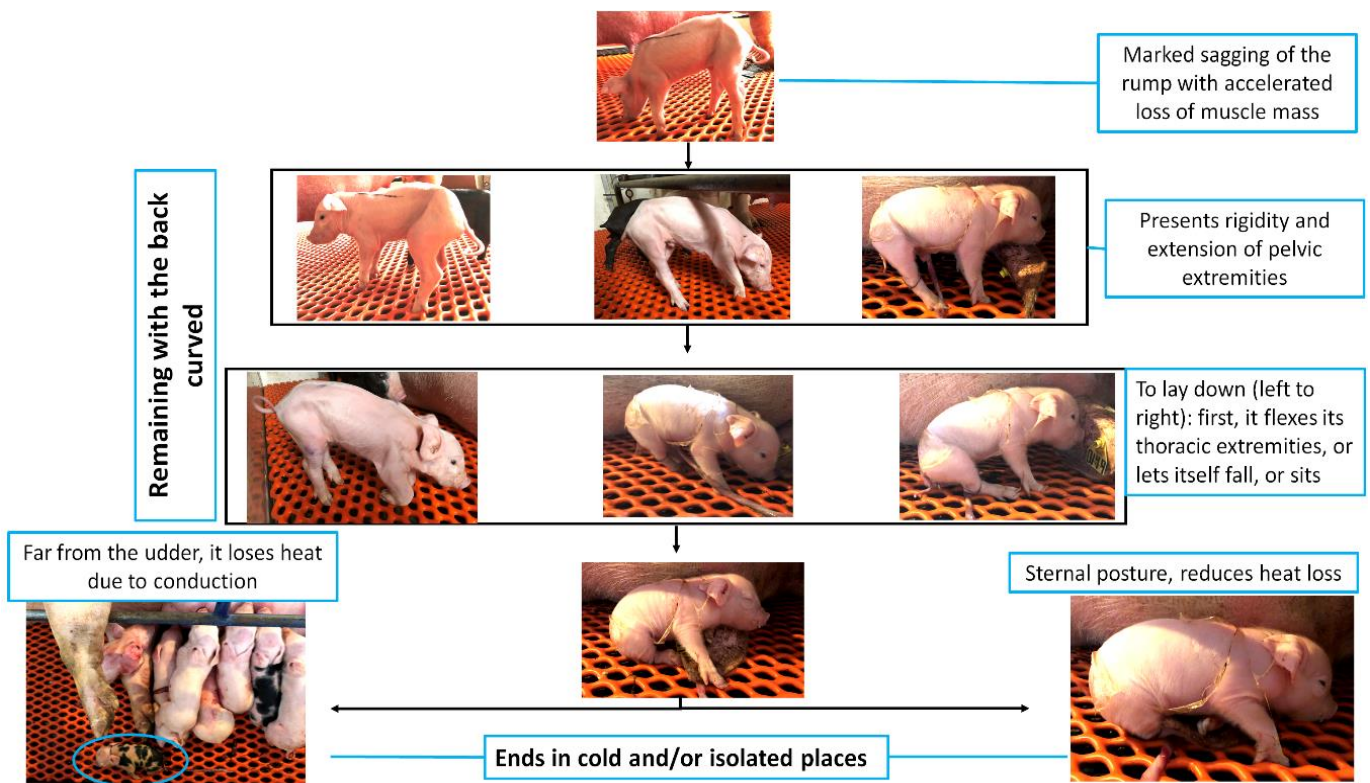 Marked sagging of the
rump with accelerated
loss of muscle mass
Remaining with the back
curved
Presents rigidity and
extension of pelvic
extremities
To lay down (left to
right): first, it flexes its
thoracic extremities, or
lets itself fall, or sits
Far from the udder, it loses heat
due to conduction
Sternal posture, reduces heat loss
Ends in cold and/or isolated places